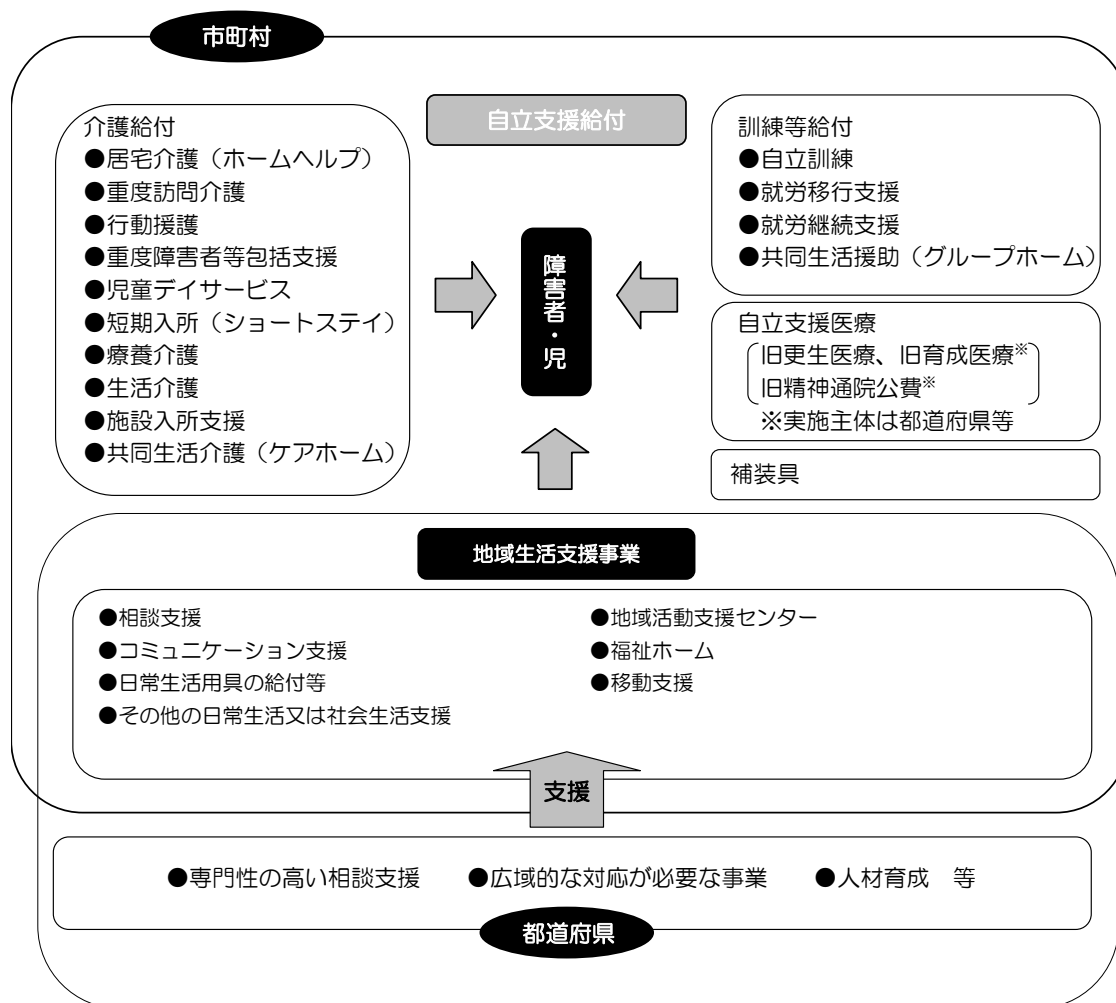 市町村
自立支援給付
介護給付
●居宅介護（ホームヘルプ）
●重度訪問介護
●行動援護
●重度障害者等包括支援
●児童デイサービス
●短期入所（ショートステイ）
●療養介護
●生活介護
●施設入所支援
●共同生活介護（ケアホーム）
障害者・児
訓練等給付
●自立訓練
●就労移行支援
●就労継続支援
●共同生活援助（グループホーム）
自立支援医療
旧更生医療、旧育成医療※
旧精神通院公費※
※実施主体は都道府県等
補装具
地域生活支援事業
●相談支援
●コミュニケーション支援
●日常生活用具の給付等
●その他の日常生活又は社会生活支援
●地域活動支援センター
●福祉ホーム
●移動支援
支援
●専門性の高い相談支援　●広域的な対応が必要な事業　●人材育成　等
都道府県